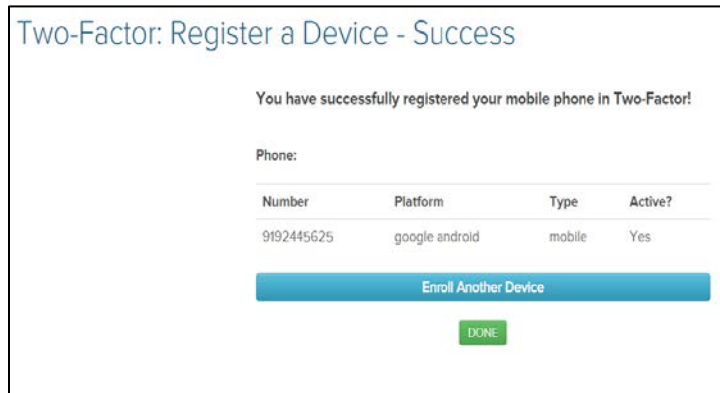 Two-Factor: Register a Device - Success
You have successfully registered your mobile phone in Two-Factor!
Phone:
Number Platform Type Active?
9192445625 google android mobile Yes
Enroll Another Device
DONE